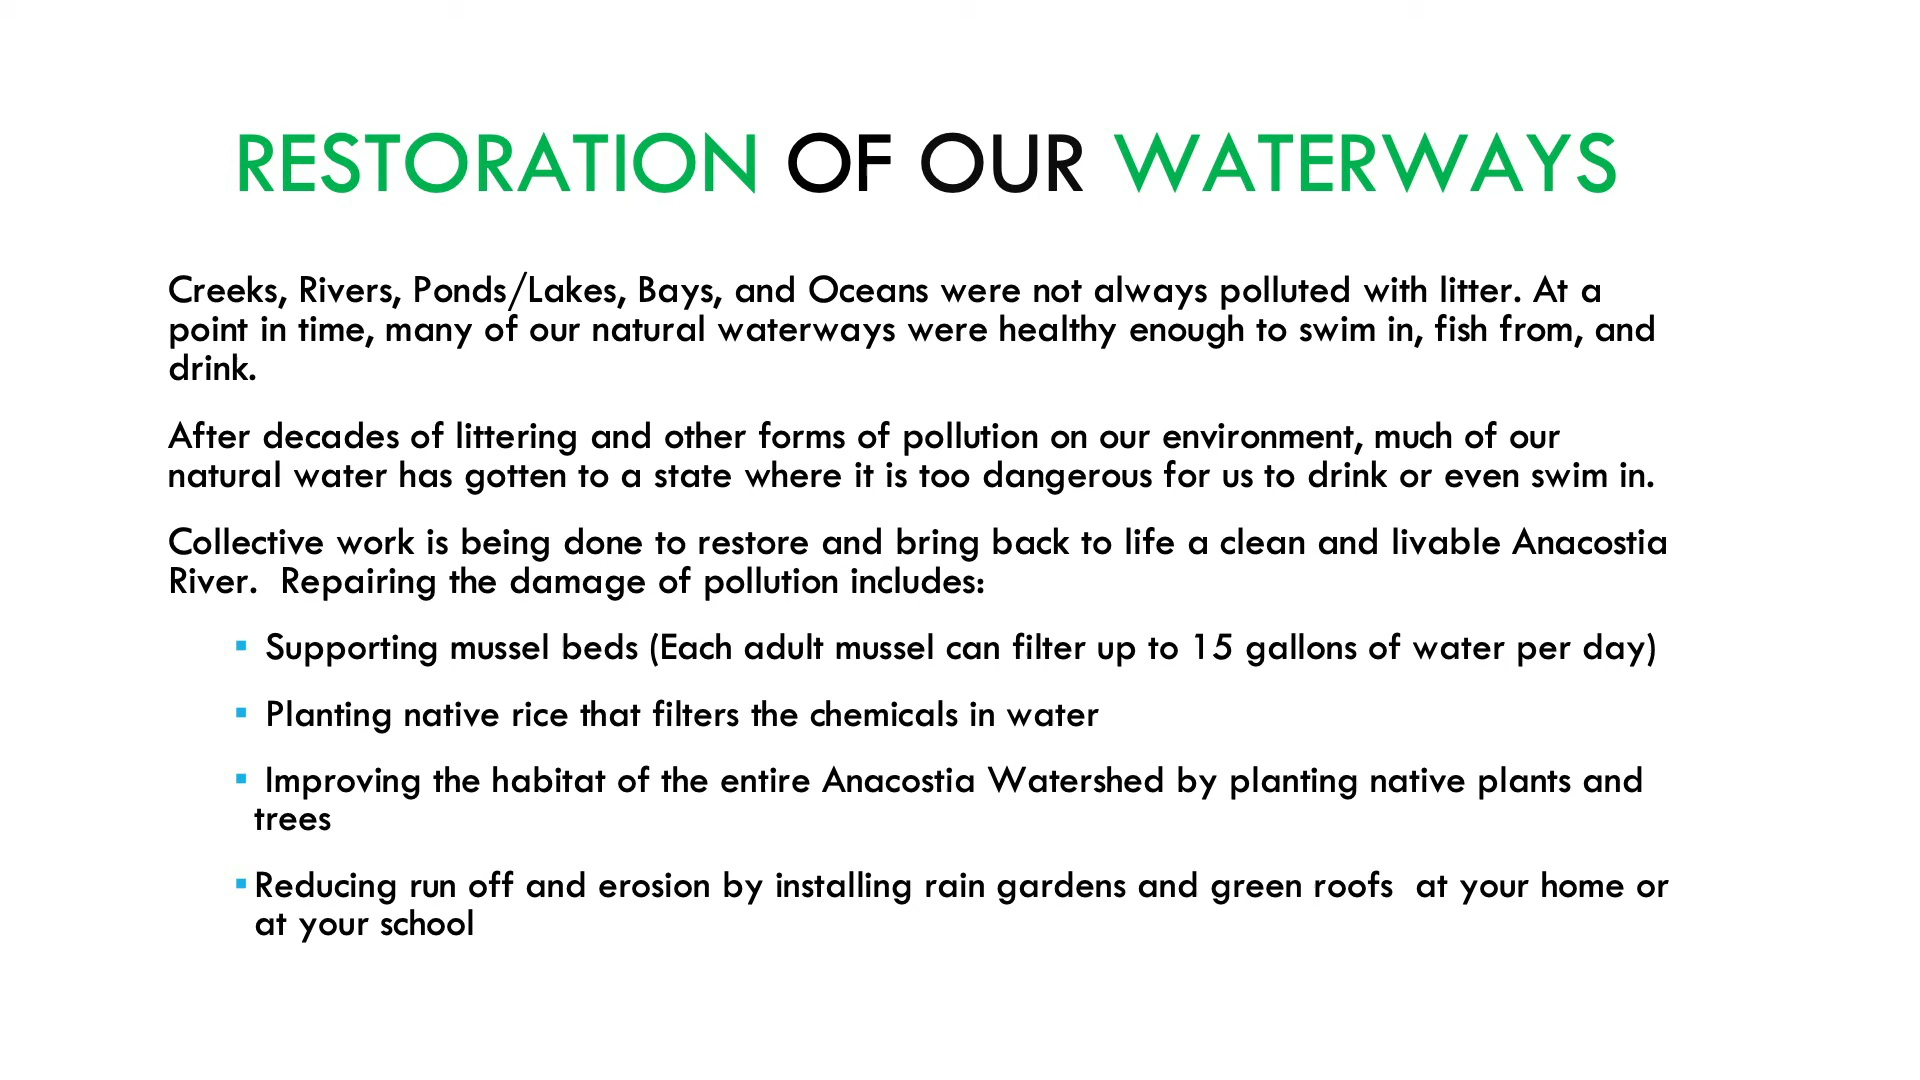 RESTORATION OF OUR WATERWAYS
Creeks, Rivers, Ponds/Lakes, Bays, and Oceans were not always polluted with litter. At a
point in time, many of our natural waterways were healthy enough to swim in, fish from, and
drink.
After decades of littering and other forms of pollution on our environment, much of our
natural water has gotten to a state where it is too dangerous for us to drink or even swim in.
Collective work is being done to restore and bring back to life a clean and livable Anacostia
River.  Repairing the damage of pollution includes:
▪ Supporting mussel beds (Each adult mussel can filter up to 15 gallons of water per day)
▪ Planting native rice that filters the chemicals in water
▪ Improving the habitat of the entire Anacostia Watershed by planting native plants and
trees
▪ Reducing run off and erosion by installing rain gardens and green roofs  at your home or
at your school